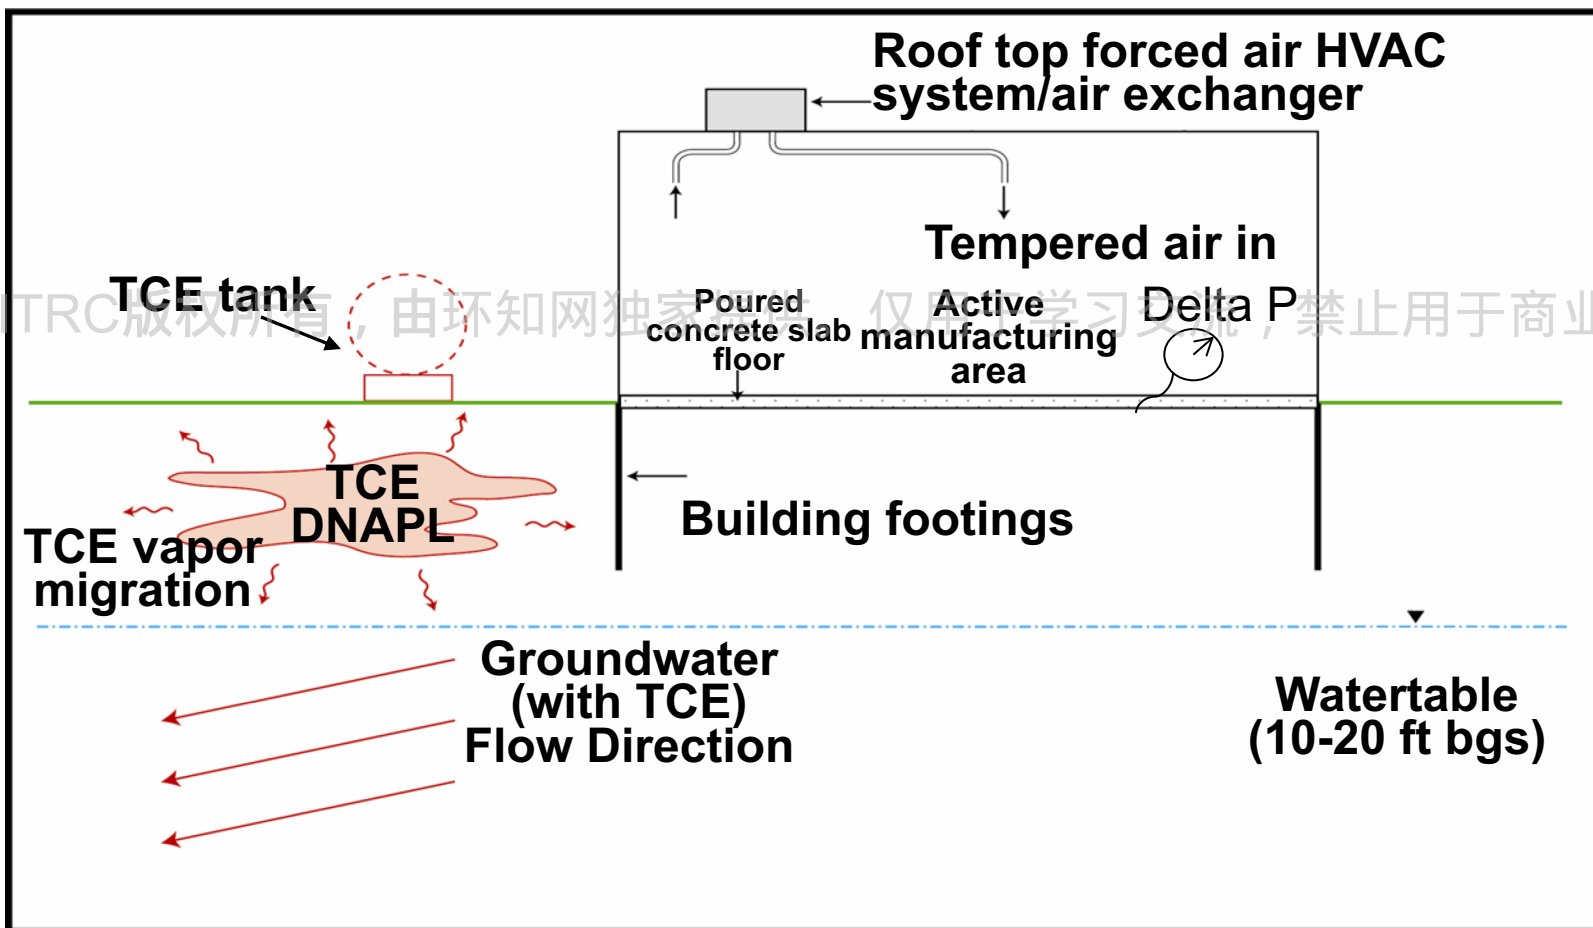 Roof top forced air HVAC
system/air exchanger
Tempered air in
TCE tank
ITRC版权所有，由环知网独家提供，仅用于学习交流，禁止用于商业
Poured
concrete slab
floor
Active
manufacturing
area
Delta P
TCE
DNAPL
Building footings
TCE vapor
migration
Groundwater
(with TCE)
Flow Direction
Watertable
(10-20 ft bgs)